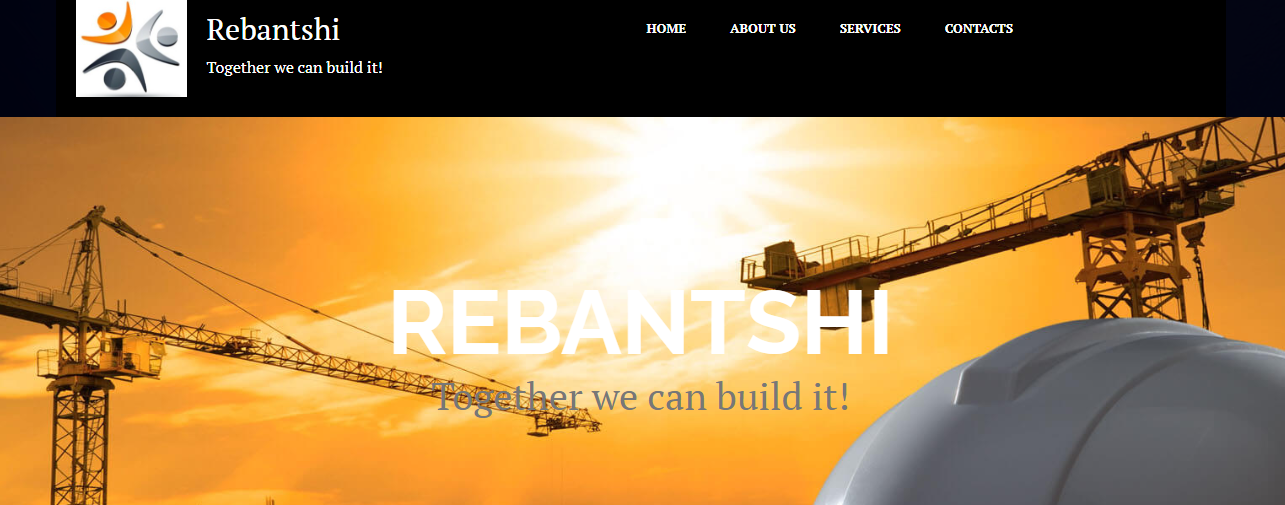 Rebantshi
Together we can build it!
HOME ABOUT US SERVICES CONTACTS
REBANTSHI
Together we can build it!